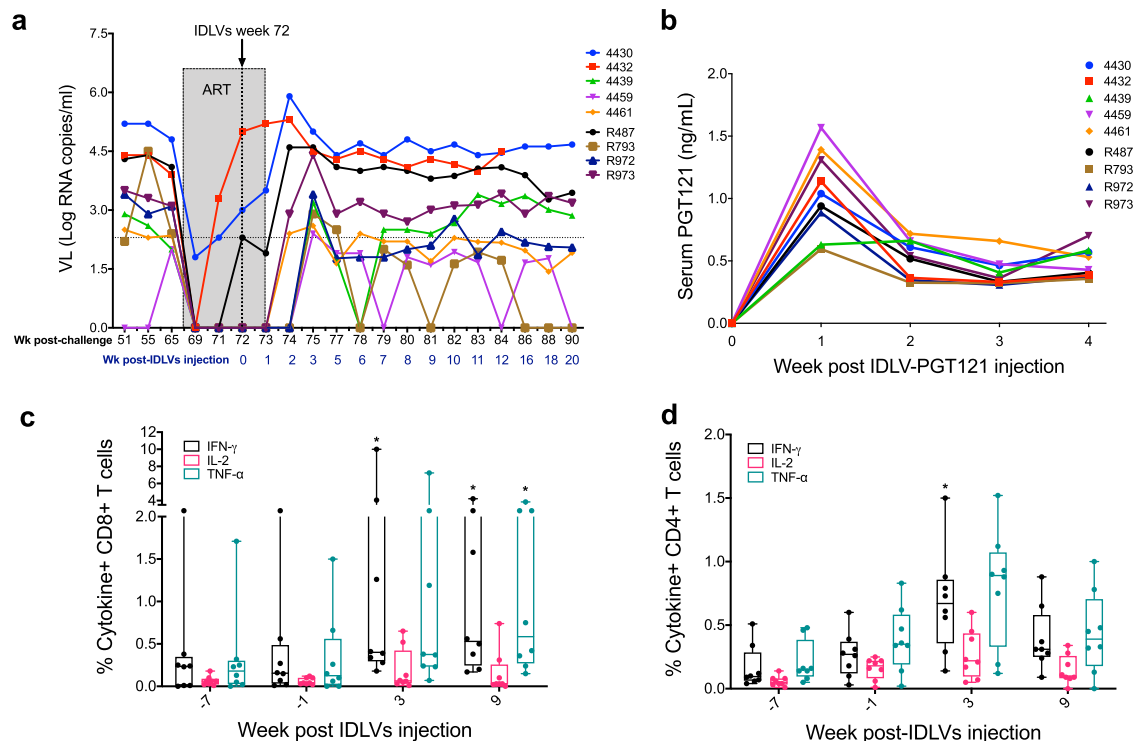 a
IDLVs week 72
7.5
6.0
4.5
3.0
1.5
0.0
VL (Log RNA copies/ml)
ART
4430
4432
4439
4459
4461
R487
R793
R972
R973
Wk post-challenge 51 55 65 69 71 72 73 74 75 77 78 79 80 81 82 83 84 86 88 90
Wk post-IDLVs injection 0 1 2 3 5 6 7 8 9 10 11 12 16 18 20
b
2.0
1.5
1.0
0.5
0.0
Serum PGT121 (ng/mL)
0 1 2 3 4
Week post IDLV-PGT121 injection
4430
4432
4439
4459
4461
R487
R793
R972
R973
c
12
10
8
6
4
2.0
1.5
1.0
0.5
0.0
% Cytokine+ CD8+ T cells
IFN-γ
IL-2
TNF-α
*
*
*
-7 -1 3 9
Week post IDLVs injection
d
2.0
1.5
1.0
0.5
0.0
% Cytokine+ CD4+ T cells
IFN-γ
IL-2
TNF-α
*
-7 -1 3 9
Week post-IDLVs injection